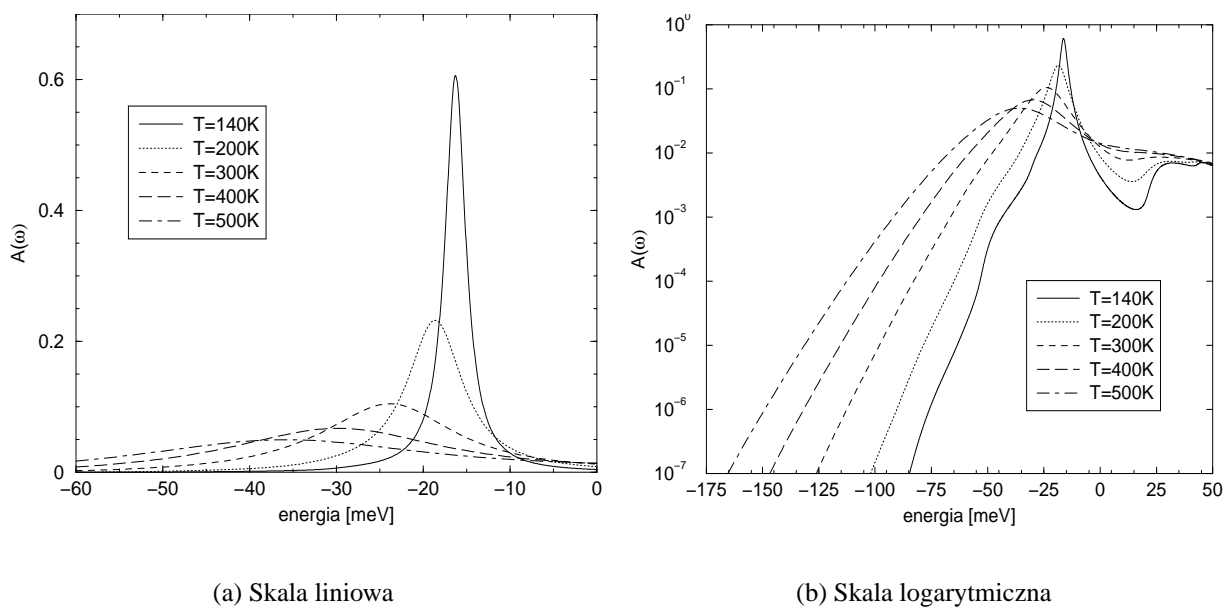 0.6
0.4
0.2
0
A(ω)
T=140K
T=200K
T=300K
T=400K
T=500K
−60 −50 −40 −30 −20 −10 0
energia [meV]
(a) Skala liniowa
10⁰
10⁻¹
10⁻²
10⁻³
10⁻⁴
10⁻⁵
10⁻⁶
10⁻⁷
A(ω)
T=140K
T=200K
T=300K
T=400K
T=500K
−175 −150 −125 −100 −75 −50 −25 0 25 50
energia [meV]
(b) Skala logarytmiczna